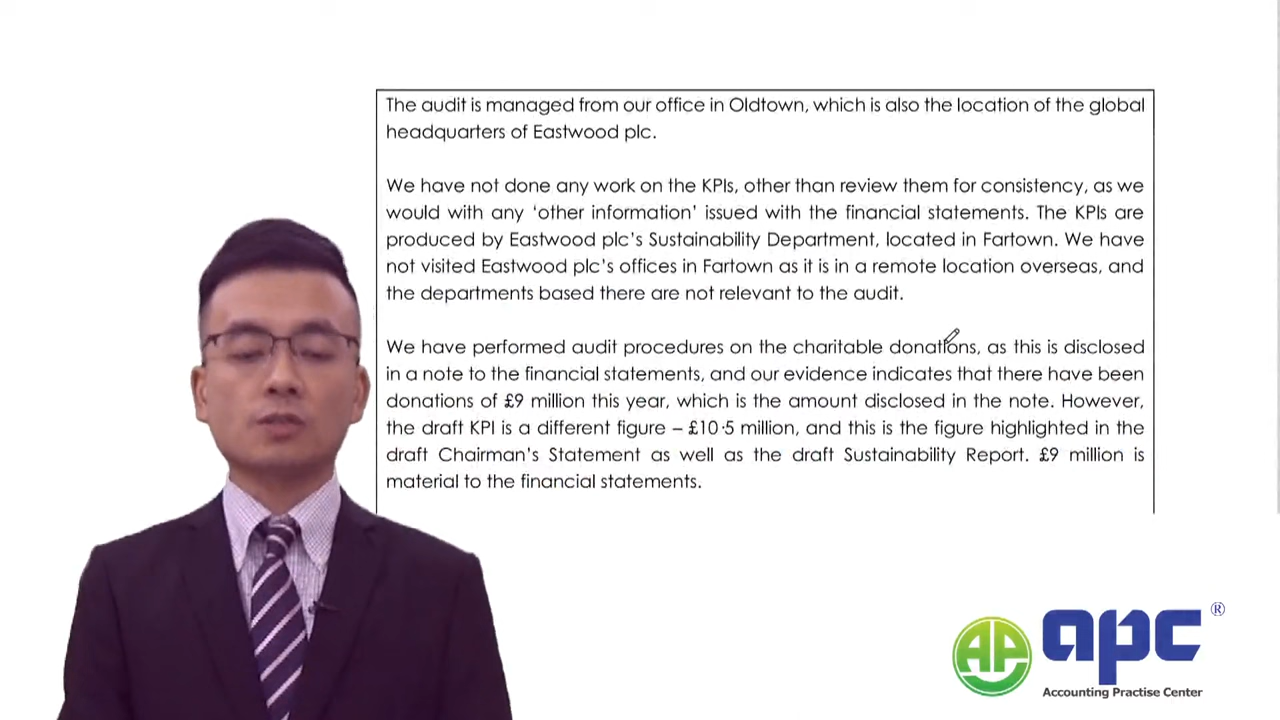 The audit is managed from our office in Oldtown, which is also the location of the global
headquarters of Eastwood plc.
We have not done any work on the KPIs, other than review them for consistency, as we
would with any ‘other information’ issued with the financial statements. The KPIs are
produced by Eastwood plc’s Sustainability Department, located in Fartown. We have
not visited Eastwood plc’s offices in Fartown as it is in a remote location overseas, and
the departments based there are not relevant to the audit.
We have performed audit procedures on the charitable donations, as this is disclosed
in a note to the financial statements, and our evidence indicates that there have been
donations of £9 million this year, which is the amount disclosed in the note. However,
the draft KPI is a different figure – £10·5 million, and this is the figure highlighted in the
draft Chairman’s Statement as well as the draft Sustainability Report. £9 million is
material to the financial statements.
AP apc ®
Accounting Practise Center